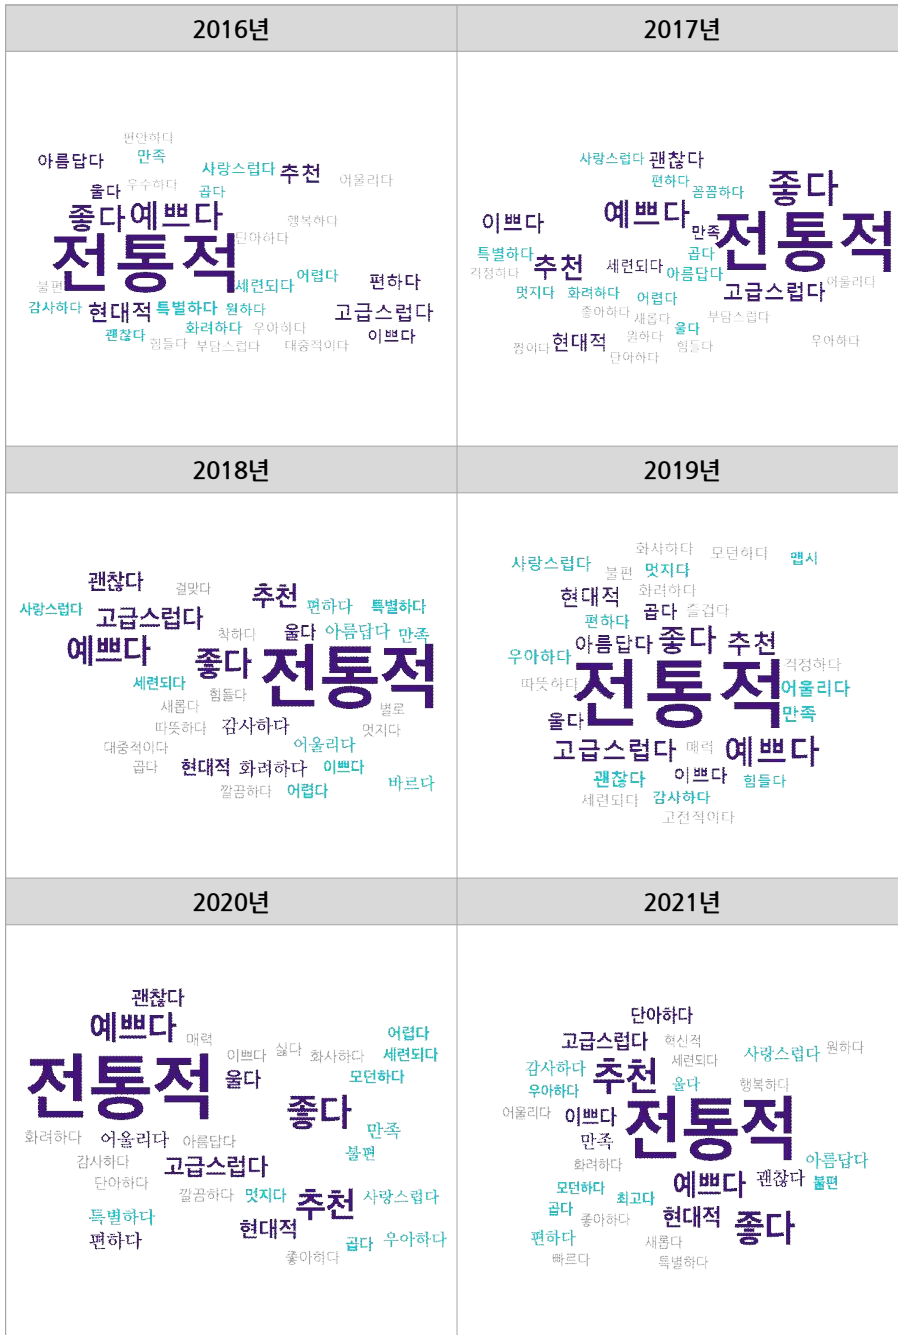 2016년
2017년
편안하다
아름답다
만족
사랑스럽다
추천
어울리다
울다
우수하다
곱다
좋다
예쁘다
행복하다
단아하다
전통적
어렵다
불편
세련되다
편하다
감사하다
현대적
특별하다
원하다
고급스럽다
괜찮다
화려하다
우아하다
이쁘다
힘들다
부담스럽다
대중적이다
사랑스럽다
괜찮다
편하다
꼼꼼하다
좋다
이쁘다
예쁘다
만족
전통적
특별하다
걱정하다
추천
세련되다
곱다
아름답다
어울리다
멋지다
화려하다
어렵다
고급스럽다
좋아하다
새롭다
부담스럽다
찡이다
현대적
원하다
울다
힘들다
우아하다
단아하다
2018년
2019년
괜찮다
걸맞다
추천
편하다
특별하다
사랑스럽다
고급스럽다
착하다
울다
아름답다
만족
예쁘다
좋다
전통적
세련되다
힘들다
새롭다
별로
따뜻하다
감사하다
멋지다
대중적이다
어울리다
곱다
현대적
화려하다
이쁘다
깔끔하다
어렵다
바르다
화사하다
모던하다
맵시
사랑스럽다
불편
멋지다
현대적
화려하다
곱다
즐겁다
편하다
아름답다
좋다
추천
우아하다
걱정하다
따뜻하다
전통적
어울리다
울다
만족
고급스럽다
매력
예쁘다
괜찮다
이쁘다
힘들다
세련되다
감사하다
고전적이다
2020년
2021년
괜찮다
예쁘다
매력
어렵다
이쁘다
싫다
화사하다
세련되다
전통적
울다
모던하다
좋다
화려하다
어울리다
아름답다
만족
불편
감사하다
고급스럽다
단아하다
깔끔하다
멋지다
추천
사랑스럽다
특별하다
편하다
현대적
곱다
우아하다
좋아하다
단아하다
고급스럽다
혁신적
사랑스럽다
원하다
감사하다
추천
세련되다
우아하다
울다
행복하다
어울리다
이쁘다
전통적
만족
화려하다
아름답다
모던하다
최고다
예쁘다
괜찮다
불편
곱다
좋아하다
현대적
좋다
편하다
새롭다
빠르다
특별하다